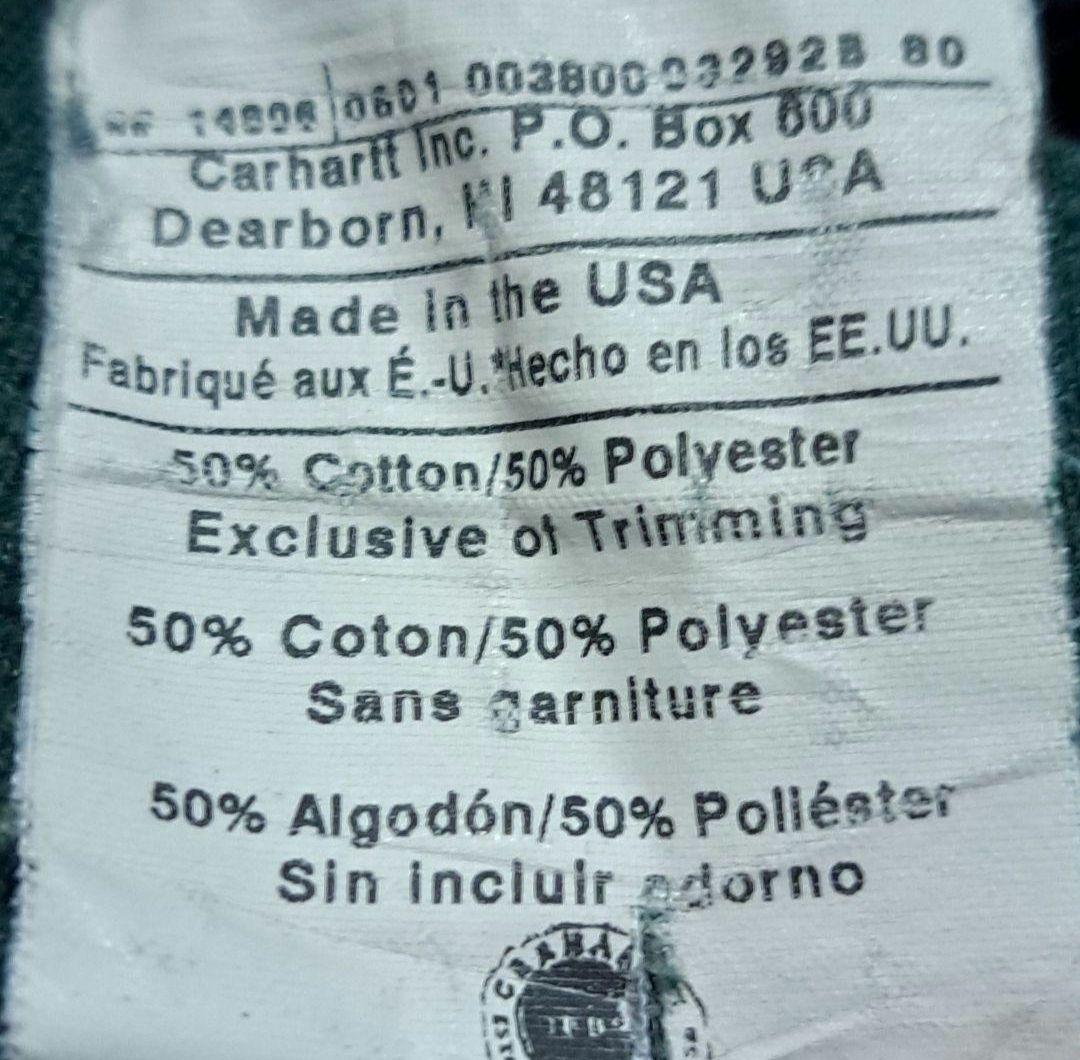 0601 003800 03292B 80
Carhartt Inc. P.O. Box 600
Dearborn, MI 48121 USA
Made in the USA
Fabriqué aux É.-U.*Hecho en los EE.UU.
50% Cotton/50% Polyester
Exclusive of Trimming
50% Coton/50% Polyester
Sans garniture
50% Algodón/50% Poliéster
Sin incluir adorno